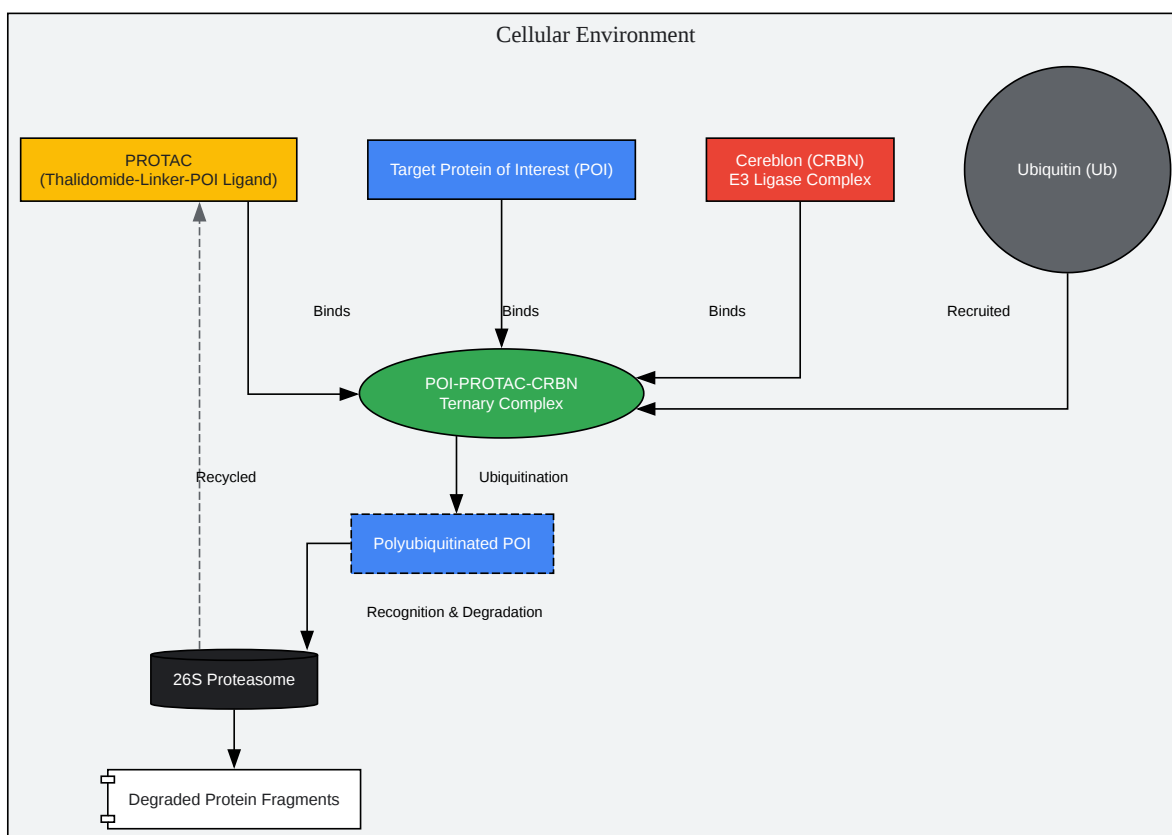 Cellular Environment
PROTAC
(Thalidomide-Linker-POI Ligand)
Target Protein of Interest (POI)
Cereblon (CRBN)
E3 Ligase Complex
Ubiquitin (Ub)
Binds
Binds
Binds
Recruited
POI-PROTAC-CRBN
Ternary Complex
Recycled
Ubiquitination
Polyubiquitinated POI
Recognition & Degradation
26S Proteasome
Degraded Protein Fragments